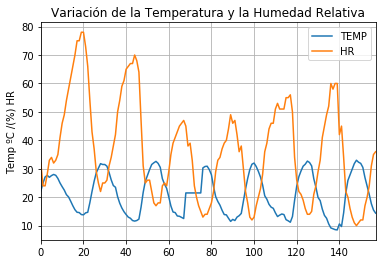 Variación de la Temperatura y la Humedad Relativa
Temp ºC /(%) HR
80
70
60
50
40
30
20
10
TEMP
HR
0 20 40 60 80 100 120 140